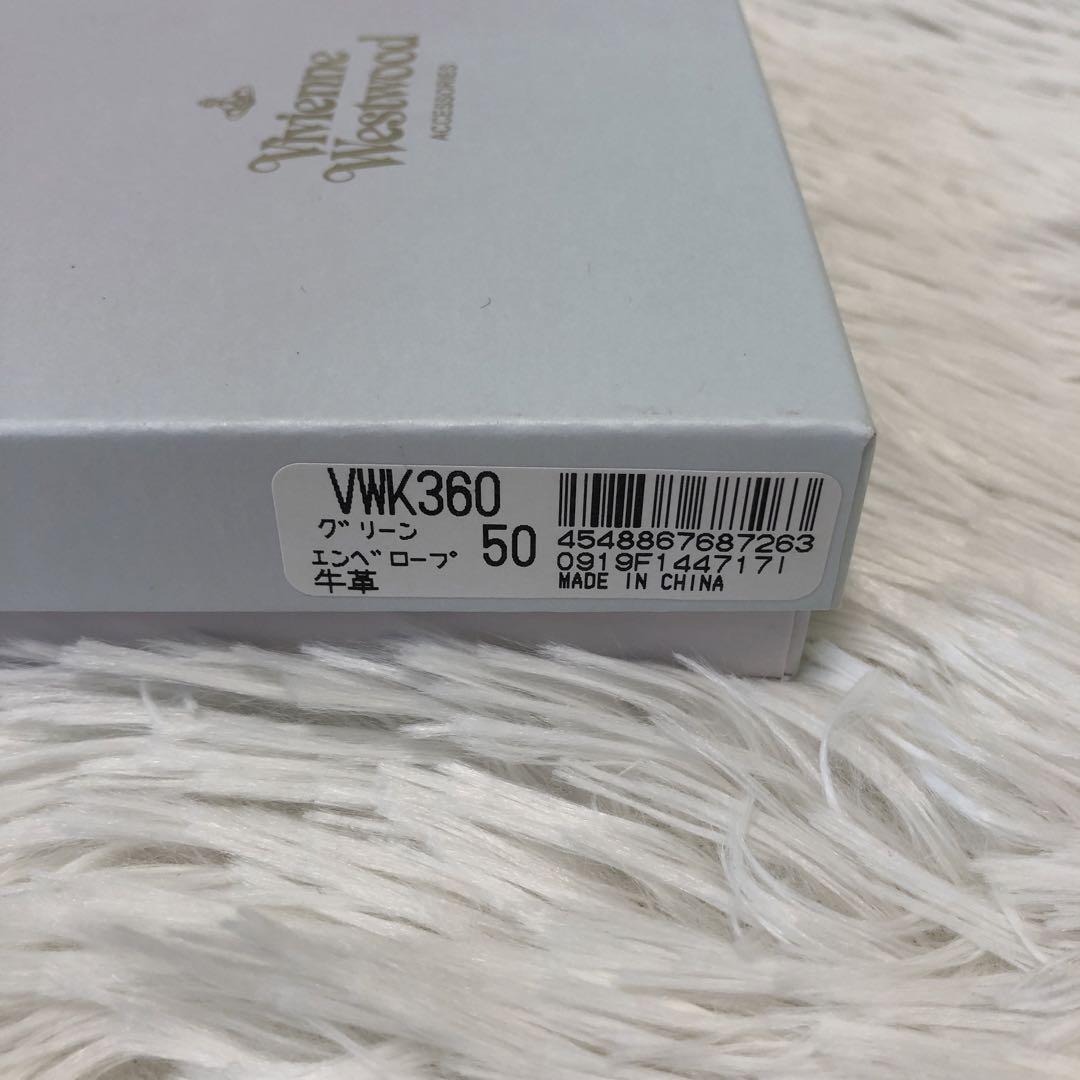 Vivienne
Westwood
ACCESSORIES
VWK360
グリーン
エンベロープ 50
牛革
4548867687263
0919F1447171
MADE IN CHINA